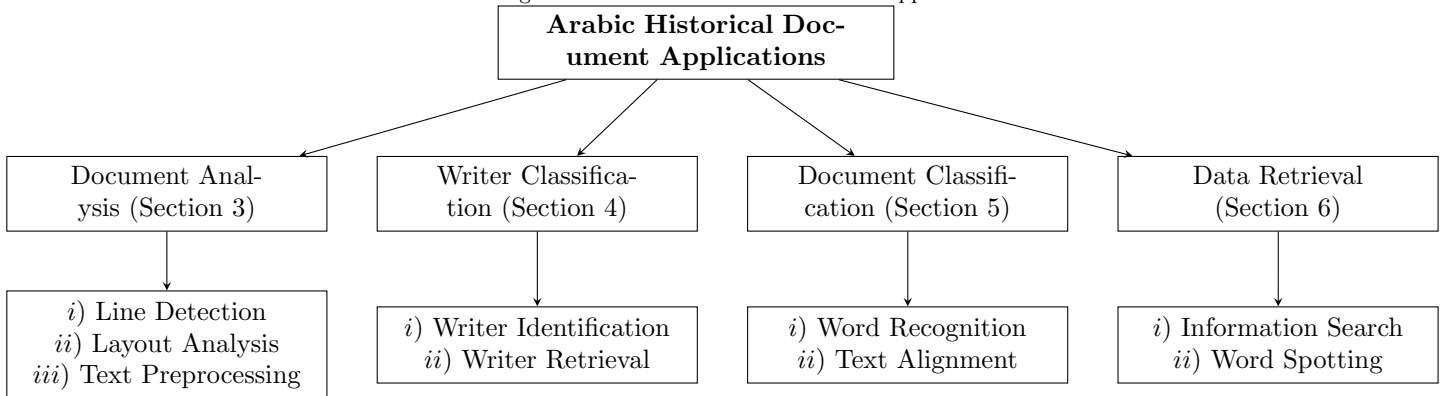 Arabic Historical Doc-
ument Applications
Document Anal-
ysis (Section 3)
Writer Classifica-
tion (Section 4)
Document Classifi-
cation (Section 5)
Data Retrieval
(Section 6)
i) Line Detection
ii) Layout Analysis
iii) Text Preprocessing
i) Writer Identification
ii) Writer Retrieval
i) Word Recognition
ii) Text Alignment
i) Information Search
ii) Word Spotting